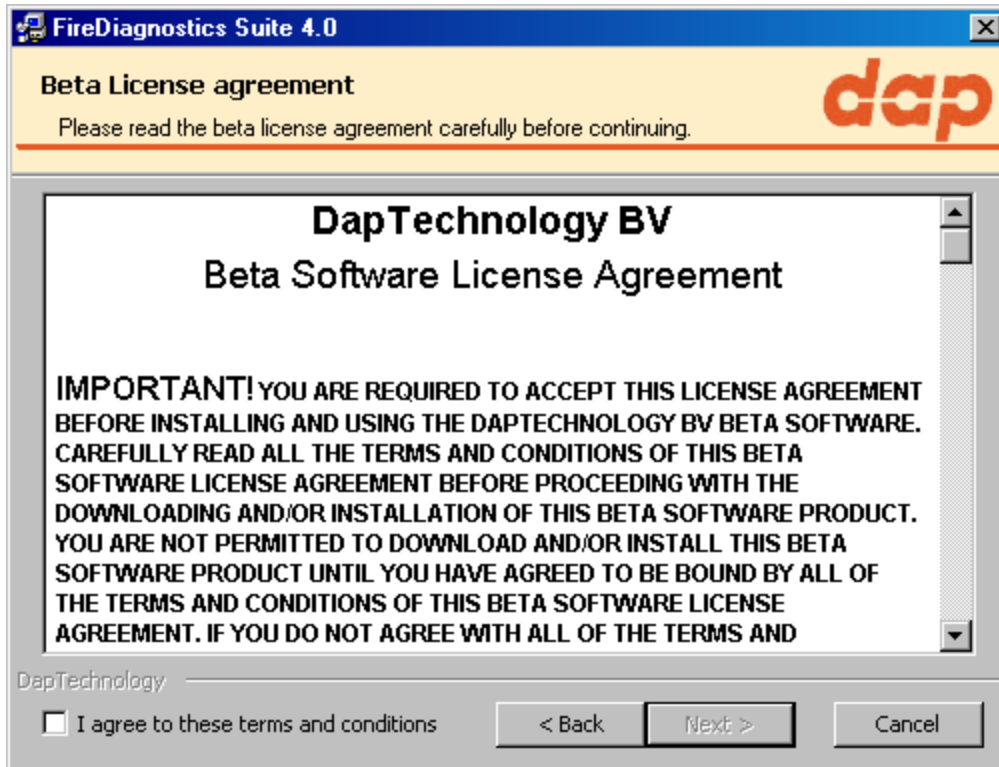 FireDiagnostics Suite 4.0
Beta License agreement
dap
Please read the beta license agreement carefully before continuing.
DapTechnology BV
Beta Software License Agreement
IMPORTANT! YOU ARE REQUIRED TO ACCEPT THIS LICENSE AGREEMENT
BEFORE INSTALLING AND USING THE DAPTECHNOLOGY BV BETA SOFTWARE.
CAREFULLY READ ALL THE TERMS AND CONDITIONS OF THIS BETA
SOFTWARE LICENSE AGREEMENT BEFORE PROCEEDING WITH THE
DOWNLOADING AND/OR INSTALLATION OF THIS BETA SOFTWARE PRODUCT.
YOU ARE NOT PERMITTED TO DOWNLOAD AND/OR INSTALL THIS BETA
SOFTWARE PRODUCT UNTIL YOU HAVE AGREED TO BE BOUND BY ALL OF
THE TERMS AND CONDITIONS OF THIS BETA SOFTWARE LICENSE
AGREEMENT. IF YOU DO NOT AGREE WITH ALL OF THE TERMS AND
DapTechnology
I agree to these terms and conditions
< Back
Next >
Cancel